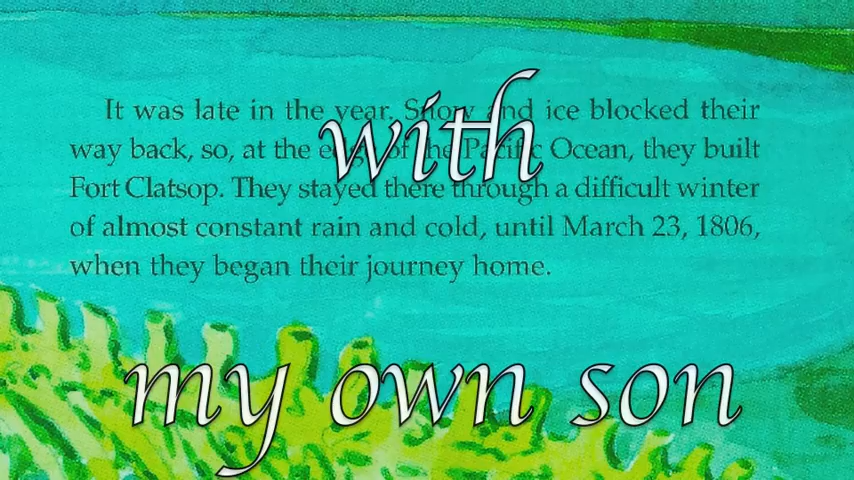 It was late in the year. Snow and ice blocked their
with
way back, so, at the edge of the Pacific Ocean, they built
Fort Clatsop. They stayed there through a difficult winter
of almost constant rain and cold, until March 23, 1806,
when they began their journey home.
my own son